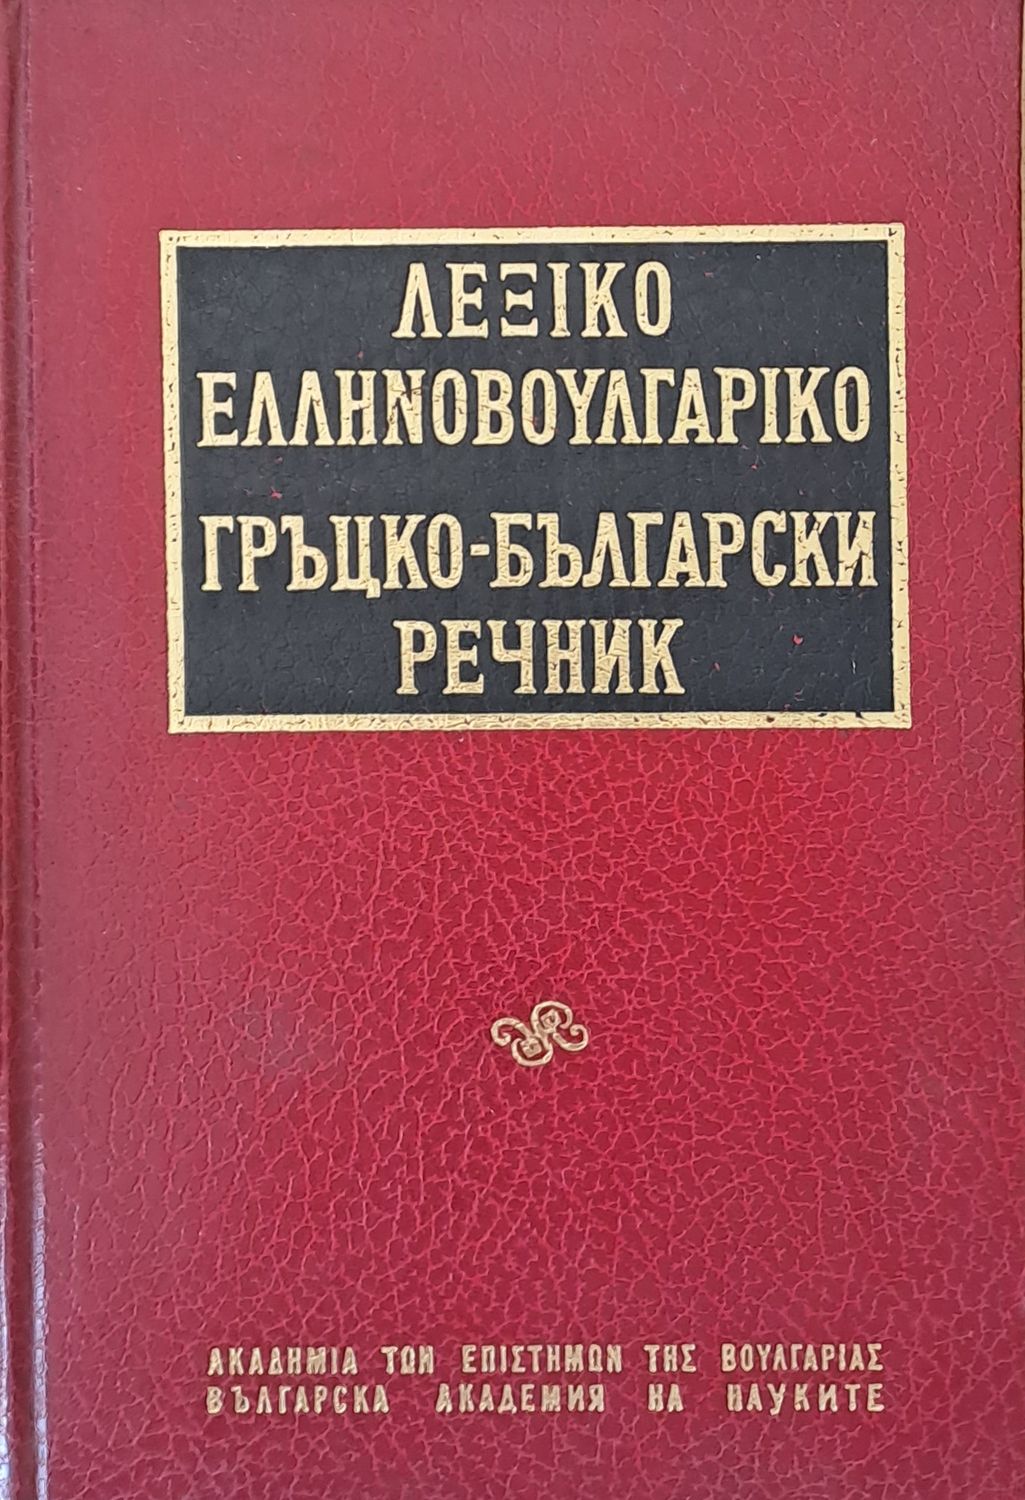 ΛΕΞΙΚΟ
ΕΛΛΗΝΟΒΟΥΛΓΑΡΙΚΟ
ГРЪЦКО-БЪЛГАРСКИ
РЕЧНИК
ΑΚΑΔΗΜΙΑ ΤΩΝ ΕΠΙΣΤΗΜΩΝ ΤΗΣ ΒΟΥΛΓΑΡΙΑΣ
БЪЛГАРСКА АКАДЕМИЯ НА НАУКИТЕ